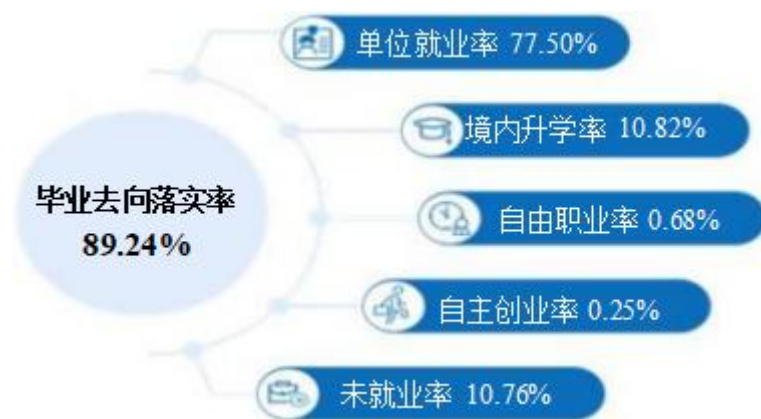 单位就业率 77.50%
境内升学率 10.82%
毕业去向落实率
89.24%
自由职业率 0.68%
自主创业率 0.25%
未就业率 10.76%